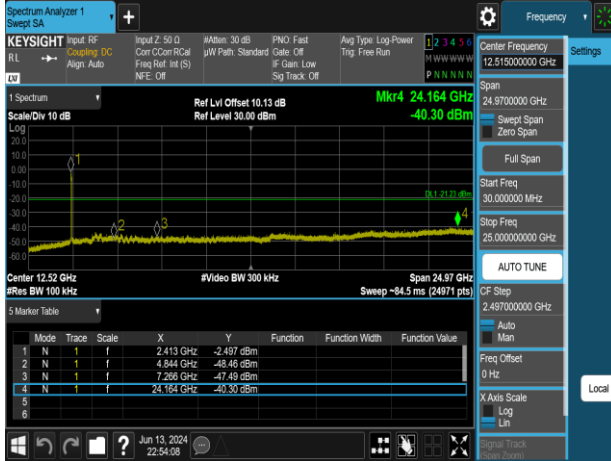 Spectrum Analyzer 1
Swept SA
+
Frequency
KEYSIGHT
RL
LXI
Input: RF
Coupling: DC
Align: Auto
Input Z: 50 Ω
Corr CCorr RCal
Freq Ref: Int (S)
NFE: Off
#Atten: 30 dB
µW Path: Standard
PNO: Fast
Gate: Off
IF Gain: Low
Sig Track: Off
Avg Type: Log-Power
Trig: Free Run
1 2 3 4 5 6
M W W W W W
P N N N N N
1 Spectrum
Scale/Div 10 dB
Ref Lvl Offset 10.13 dB
Ref Level 30.00 dBm
Mkr4 24.164 GHz
-40.30 dBm
Log
20.0
10.0
0.00
-10.0
-20.0
-30.0
-40.0
-50.0
-60.0
1
2
3
4
DL1 -21.23 dBm
Center 12.52 GHz
#Video BW 300 kHz
Span 24.97 GHz
#Res BW 100 kHz
Sweep ~84.5 ms (24971 pts)
5 Marker Table
Mode Trace Scale X Y Function Function Width Function Value
1 N 1 f 2.413 GHz -2.497 dBm
2 N 1 f 4.844 GHz -48.46 dBm
3 N 1 f 7.266 GHz -47.49 dBm
4 N 1 f 24.164 GHz -40.30 dBm
5
6
Jun 13, 2024
22:54:08
?
Center Frequency
12.515000000 GHz
Span
24.9700000 GHz
Swept Span
Zero Span
Full Span
Start Freq
30.000000 MHz
Stop Freq
25.000000000 GHz
AUTO TUNE
CF Step
2.497000000 GHz
Auto
Man
Freq Offset
0 Hz
X Axis Scale
Log
Lin
Signal Track
(Span Zoom)
Settings
Local